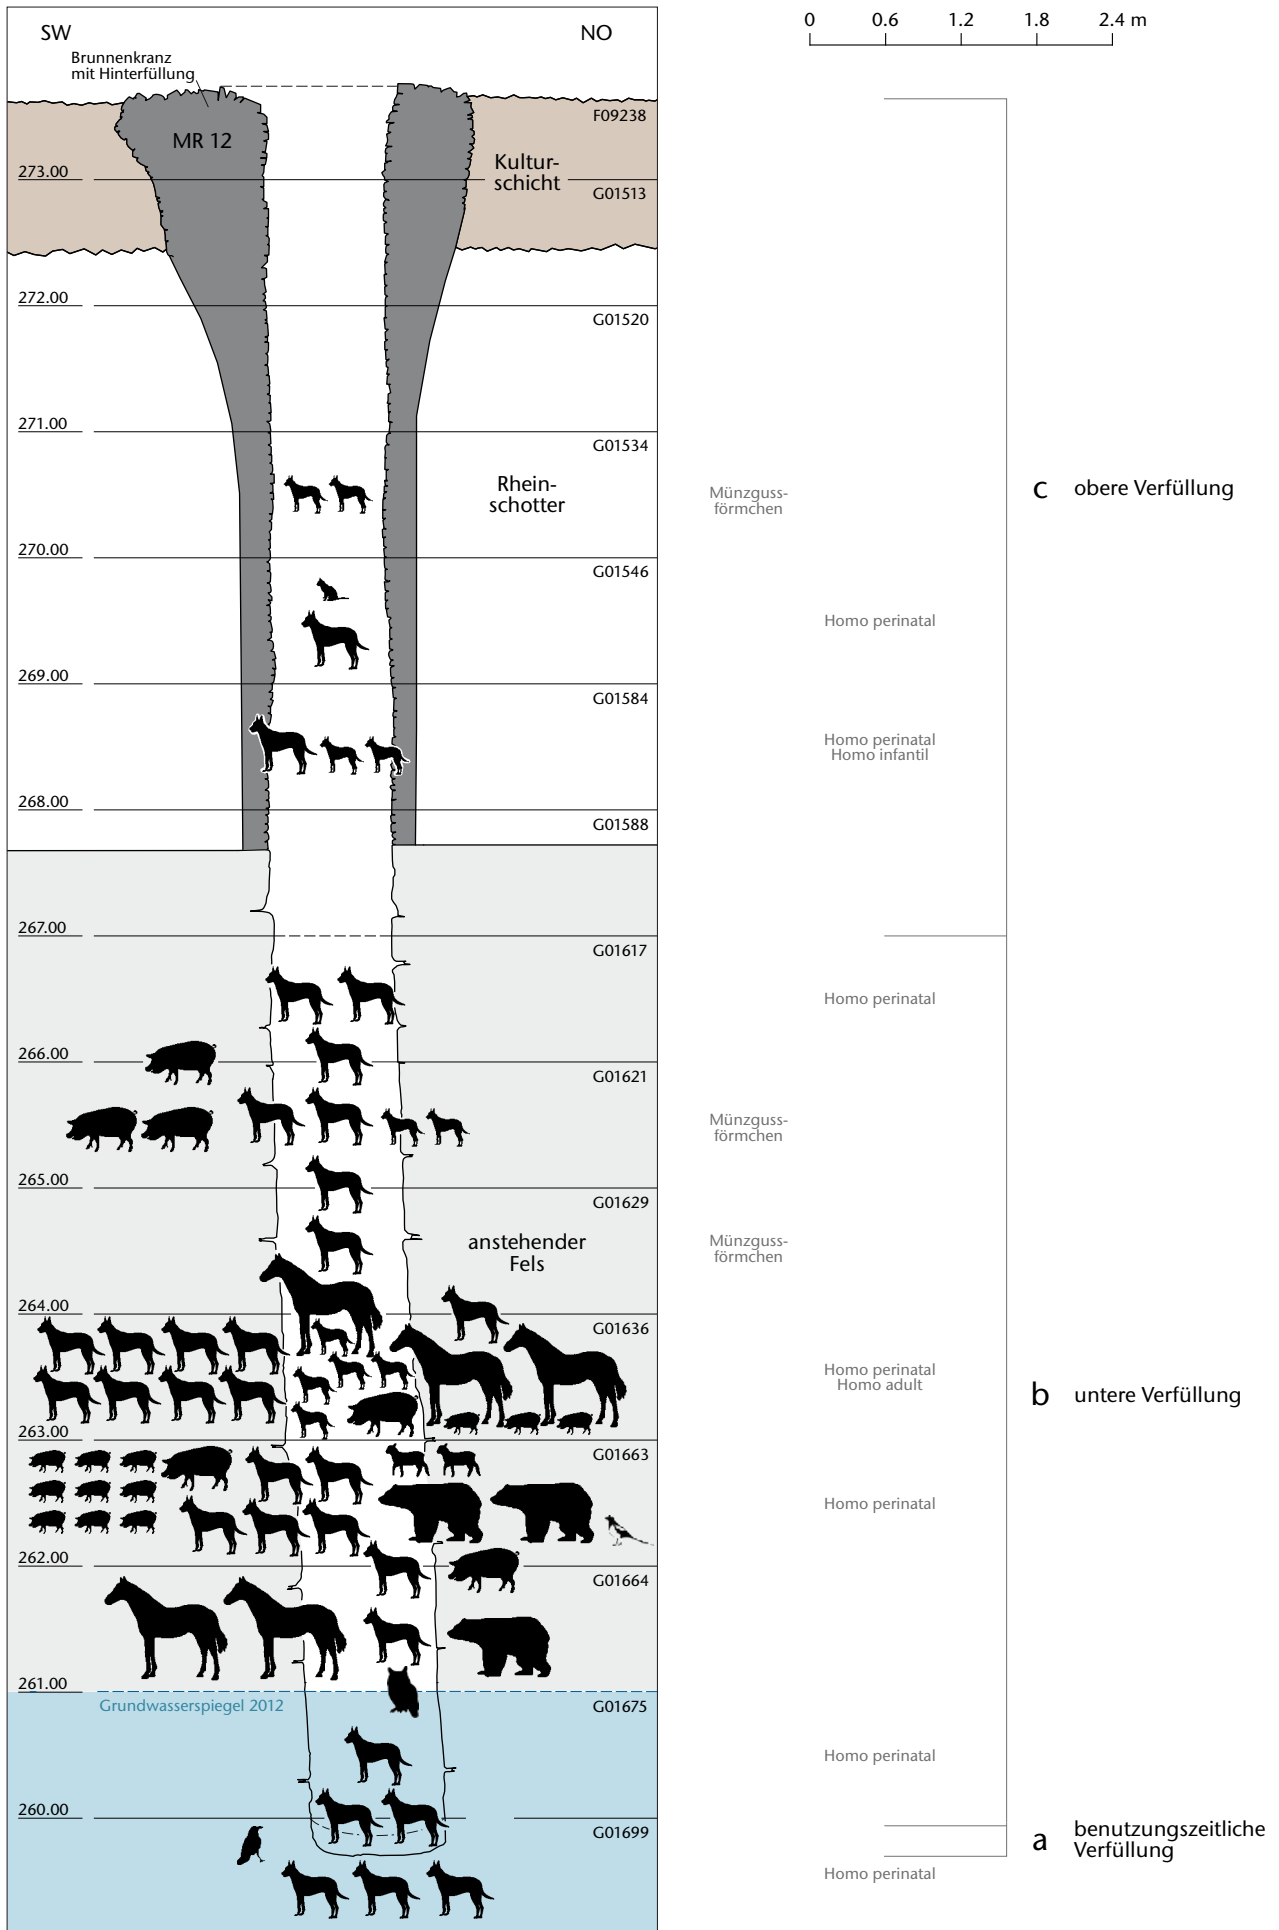 SW
NO
0 0.6 1.2 1.8 2.4 m
Brunnenkranz
mit Hinterfüllung
F09238
MR 12
Kultur-
schicht
273.00
G01513
272.00
G01520
271.00
G01534
Rhein-
schotter
Münzguss-
förmchen
c obere Verfüllung
270.00
G01546
Homo perinatal
269.00
G01584
Homo perinatal
Homo infantil
268.00
G01588
267.00
G01617
Homo perinatal
266.00
G01621
Münzguss-
förmchen
265.00
G01629
anstehender
Fels
Münzguss-
förmchen
264.00
G01636
Homo perinatal
Homo adult
b untere Verfüllung
263.00
G01663
Homo perinatal
262.00
G01664
261.00
Grundwasserspiegel 2012
G01675
Homo perinatal
260.00
G01699
a benutzungszeitliche
Verfüllung
Homo perinatal